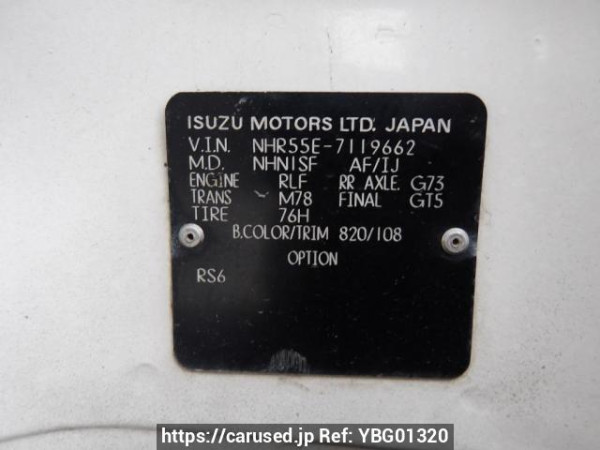 ISUZU MOTORS LTD. JAPAN
V.I.N. NHR55E-7119662
M.D. NHN1SF AF/IJ
ENGINE RLF RR AXLE. G73
TRANS M78 FINAL GT5
TIRE 76H
B.COLOR/TRIM 820/108
OPTION
RS6
https://carused.jp Ref: YBG01320